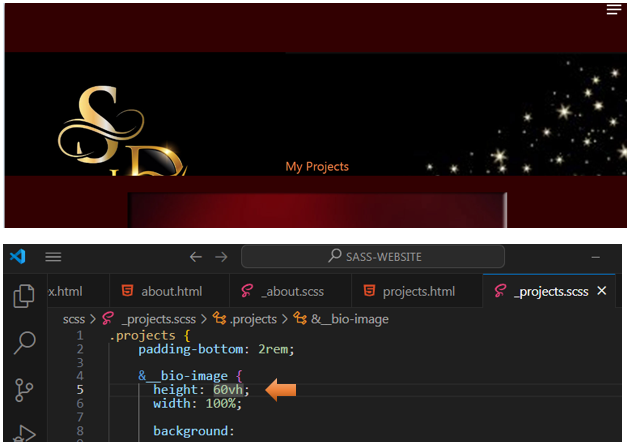 SD
My Projects
SASS-WEBSITE
x.html
about.html
_about.scss
projects.html
_projects.scss
scss > _projects.scss > .projects > &__bio-image
1 .projects {
2 padding-bottom: 2rem;
3
4 &__bio-image {
5 height: 60vh;
6 width: 100%;
7
8 background: